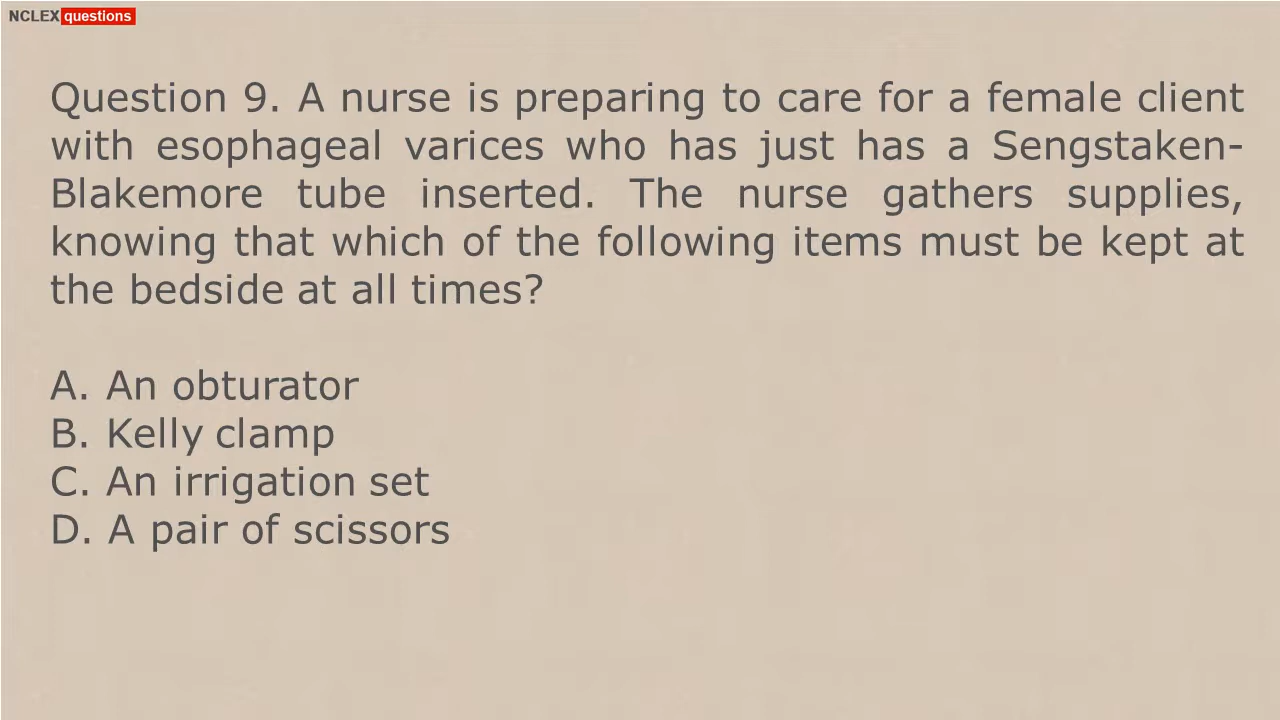 NCLEX questions
Question 9. A nurse is preparing to care for a female client
with esophageal varices who has just has a Sengstaken-
Blakemore tube inserted. The nurse gathers supplies,
knowing that which of the following items must be kept at
the bedside at all times?
A. An obturator
B. Kelly clamp
C. An irrigation set
D. A pair of scissors